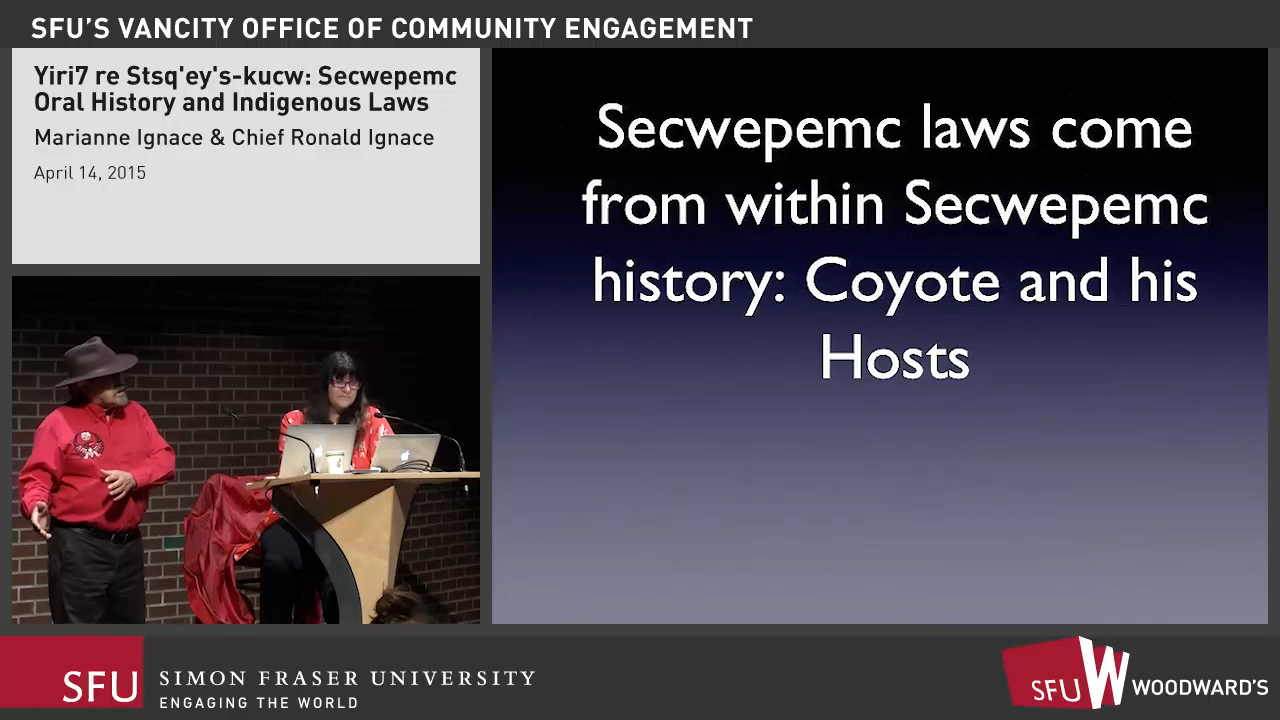 SFU'S VANCITY OFFICE OF COMMUNITY ENGAGEMENT
Yiri7 re Stsq'ey's-kucw: Secwepemc
Oral History and Indigenous Laws
Marianne Ignace & Chief Ronald Ignace
April 14, 2015
Secwepemc laws come
from within Secwepemc
history: Coyote and his
Hosts
SFU
SIMON FRASER UNIVERSITY
ENGAGING THE WORLD
SFU W WOODWARD'S